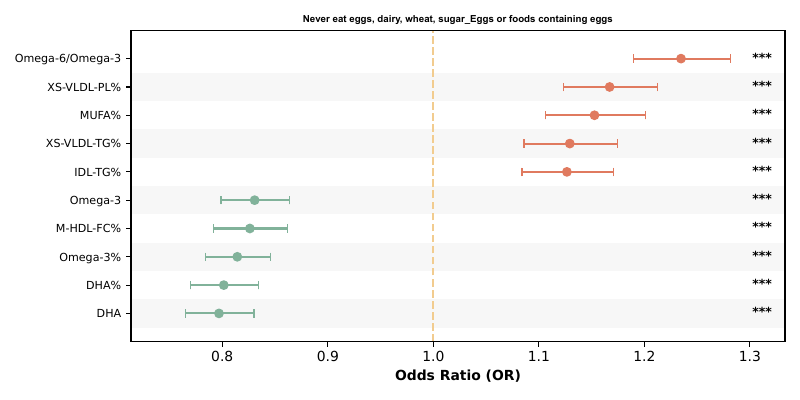 Never eat eggs, dairy, wheat, sugar_Eggs or foods containing eggs
Omega-6/Omega-3 ***
XS-VLDL-PL% ***
MUFA% ***
XS-VLDL-TG% ***
IDL-TG% ***
Omega-3 ***
M-HDL-FC% ***
Omega-3% ***
DHA% ***
DHA ***
0.8 0.9 1.0 1.1 1.2 1.3
Odds Ratio (OR)